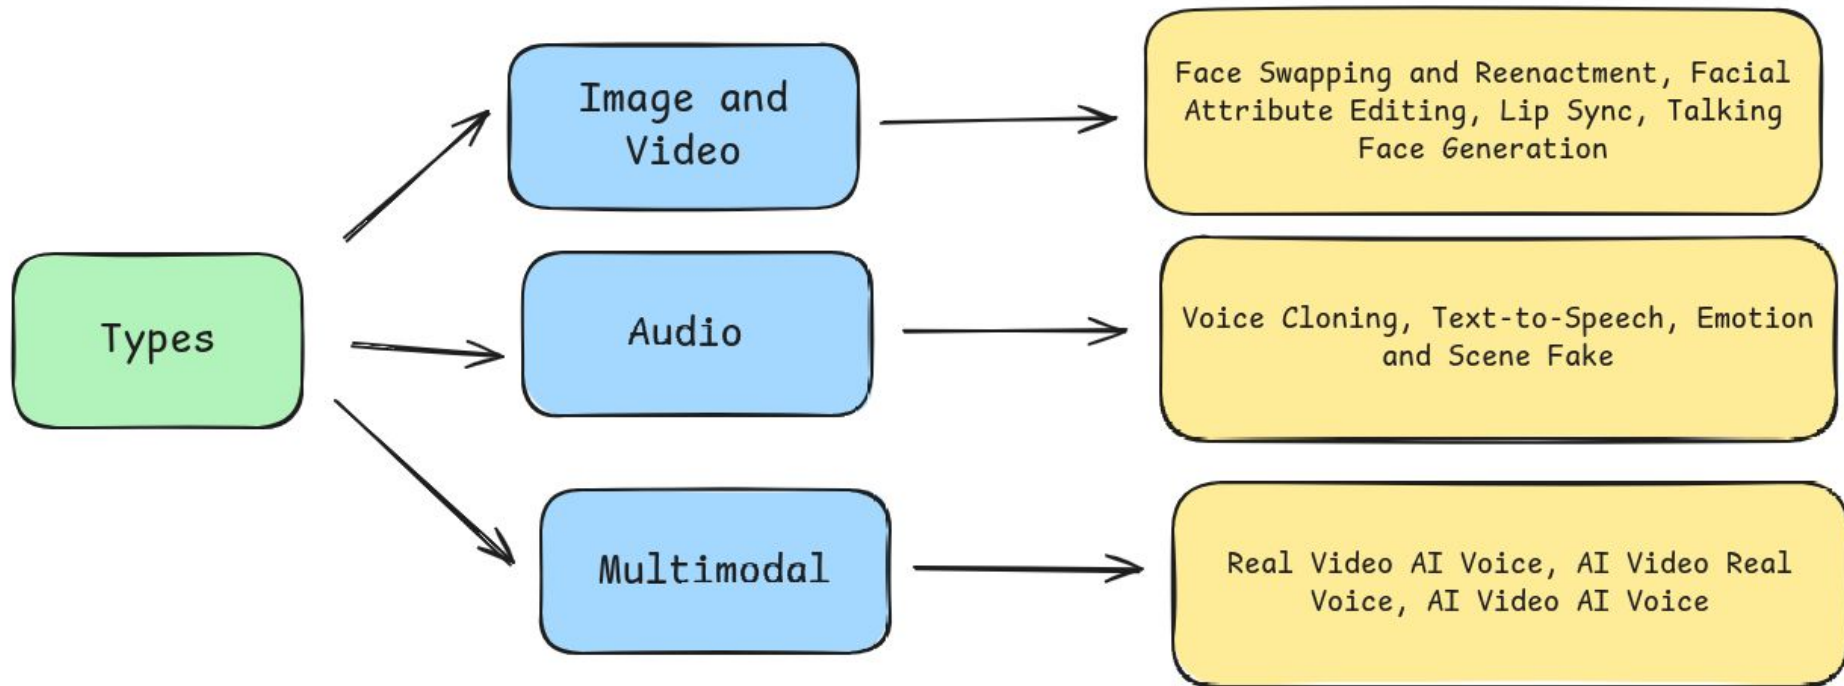 Types
Image and
Video
Face Swapping and Reenactment, Facial
Attribute Editing, Lip Sync, Talking
Face Generation
Audio
Voice Cloning, Text-to-Speech, Emotion
and Scene Fake
Multimodal
Real Video AI Voice, AI Video Real
Voice, AI Video AI Voice